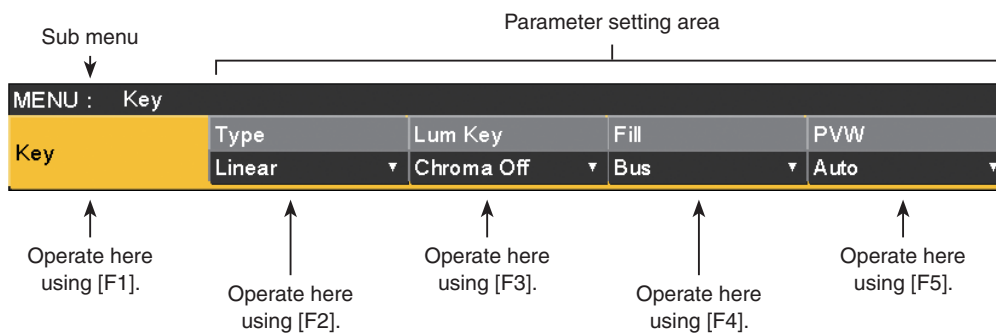 Parameter setting area
Sub menu
MENU : Key
Key
Type
Lum Key
Fill
PVW
Linear
Chroma Off
Bus
Auto
Operate here
using [F1].
Operate here
using [F2].
Operate here
using [F3].
Operate here
using [F4].
Operate here
using [F5].